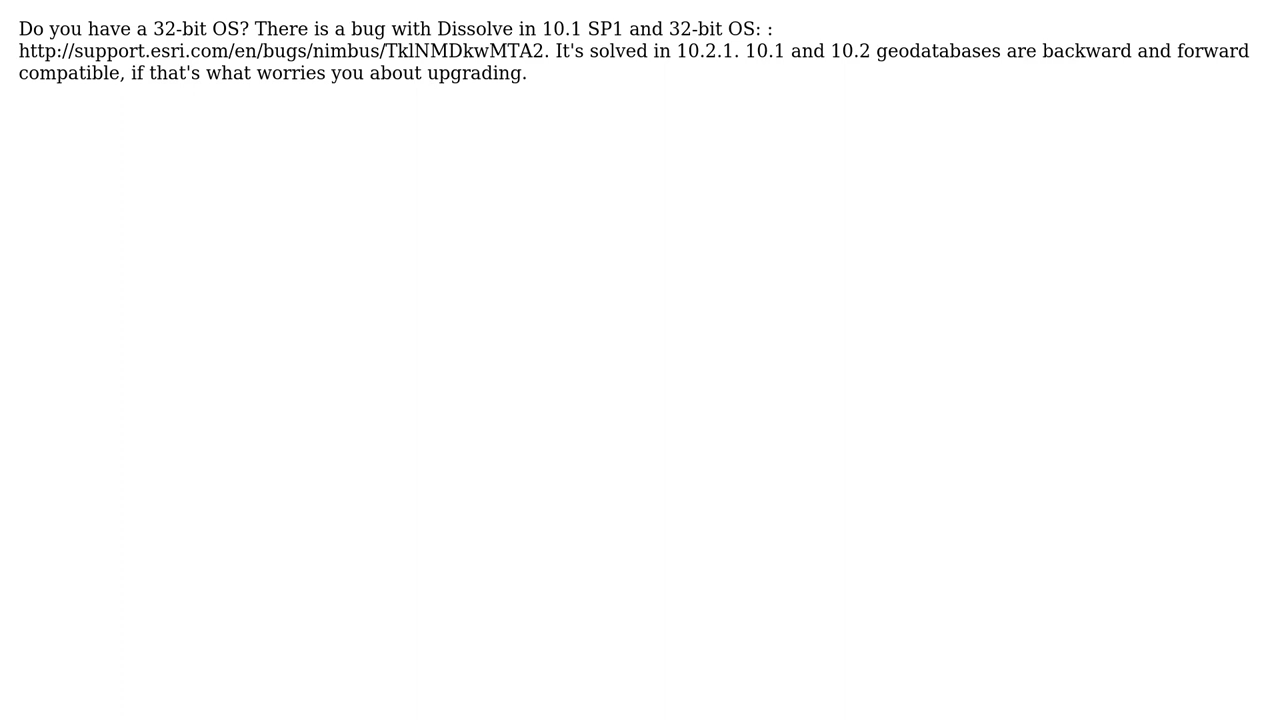 Do you have a 32-bit OS? There is a bug with Dissolve in 10.1 SP1 and 32-bit OS: :
http://support.esri.com/en/bugs/nimbus/TklNMDkwMTA2. It's solved in 10.2.1. 10.1 and 10.2 geodatabases are backward and forward
compatible, if that's what worries you about upgrading.